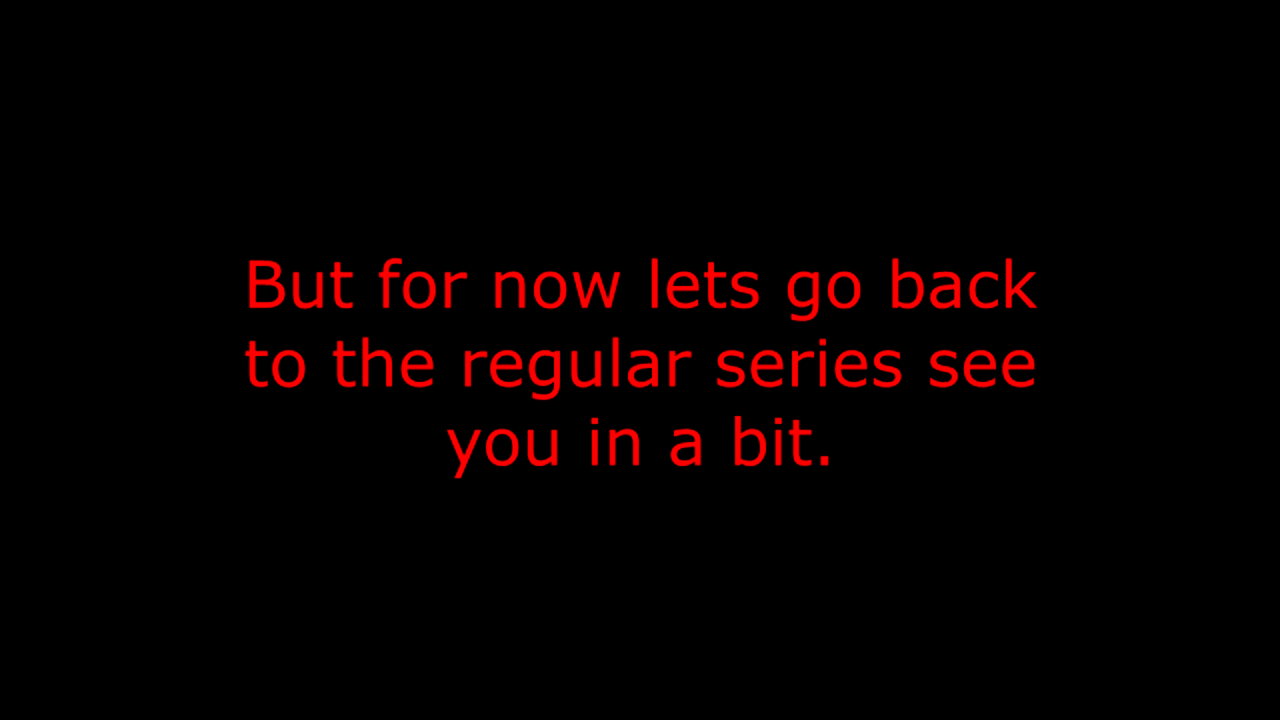 But for now lets go back
to the regular series see
you in a bit.